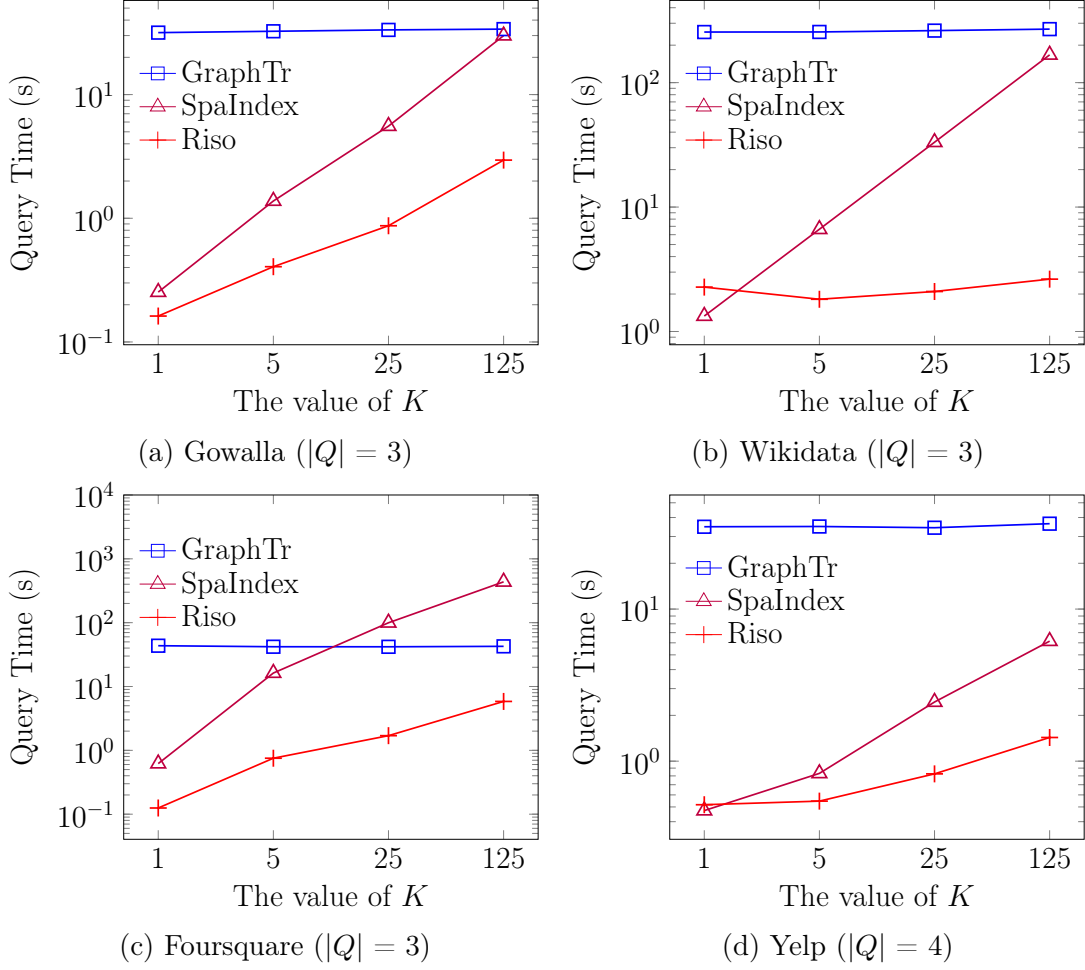 Query Time (s)
10^1
10^0
10^{-1}
GraphTr
SpaIndex
Riso
1 5 25 125
The value of K
(a) Gowalla (|Q| = 3)
Query Time (s)
10^2
10^1
10^0
GraphTr
SpaIndex
Riso
1 5 25 125
The value of K
(b) Wikidata (|Q| = 3)
Query Time (s)
10^4
10^3
10^2
10^1
10^0
10^{-1}
GraphTr
SpaIndex
Riso
1 5 25 125
The value of K
(c) Foursquare (|Q| = 3)
Query Time (s)
10^1
10^0
GraphTr
SpaIndex
Riso
1 5 25 125
The value of K
(d) Yelp (|Q| = 4)